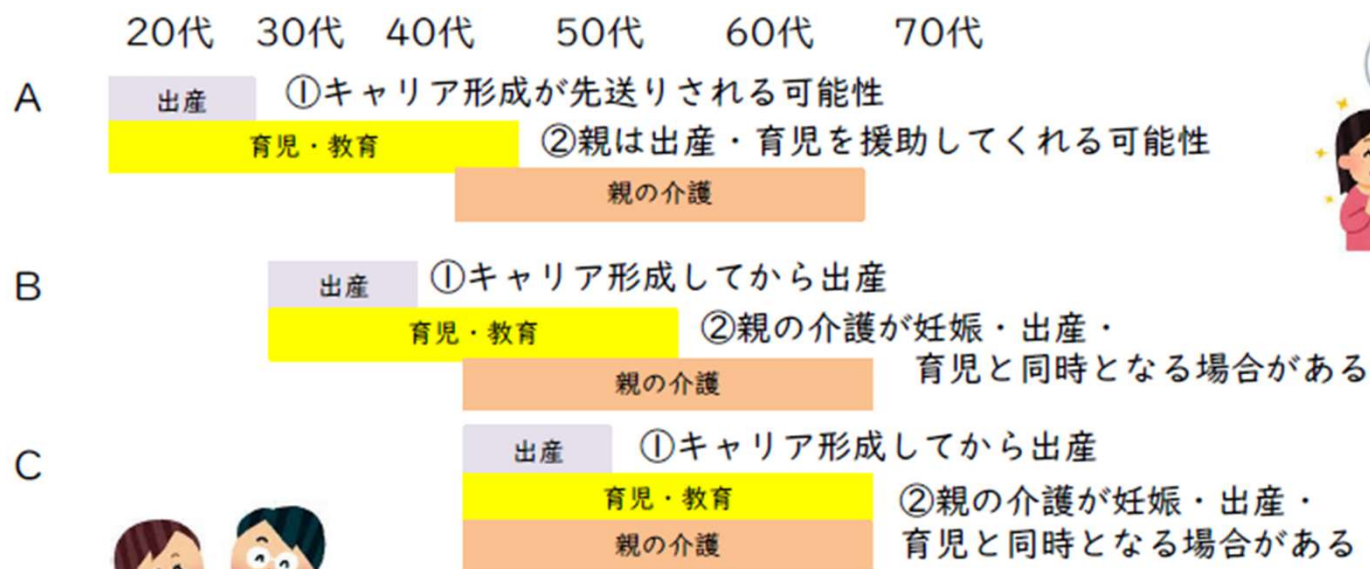 20代 30代 40代 50代 60代 70代
A
出産 ①キャリア形成が先送りされる可能性
育児・教育 ②親は出産・育児を援助してくれる可能性
親の介護
B
出産 ①キャリア形成してから出産
育児・教育 ②親の介護が妊娠・出産・
育児と同時となる場合がある
親の介護
C
出産 ①キャリア形成してから出産
育児・教育 ②親の介護が妊娠・出産・
親の介護 育児と同時となる場合がある